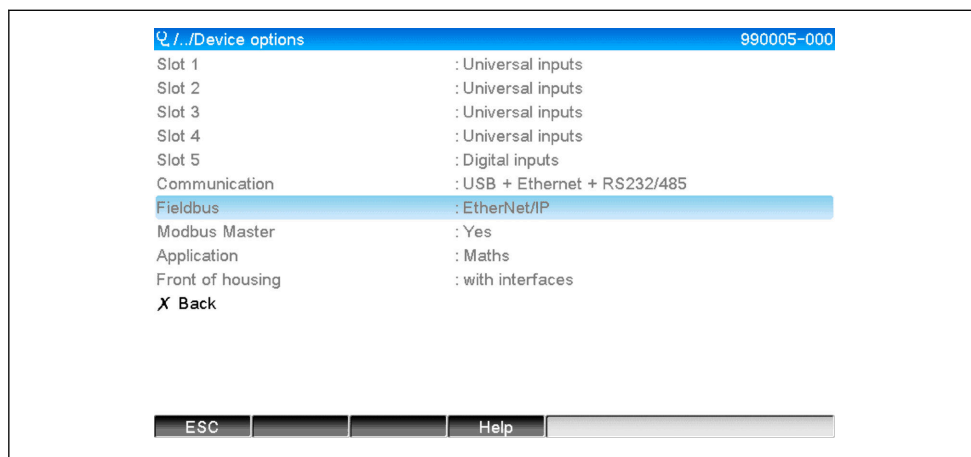 /../Device options 990005-000
Slot 1 : Universal inputs
Slot 2 : Universal inputs
Slot 3 : Universal inputs
Slot 4 : Universal inputs
Slot 5 : Digital inputs
Communication : USB + Ethernet + RS232/485
Fieldbus : EtherNet/IP
Modbus Master : Yes
Application : Maths
Front of housing : with interfaces
X Back
ESC Help